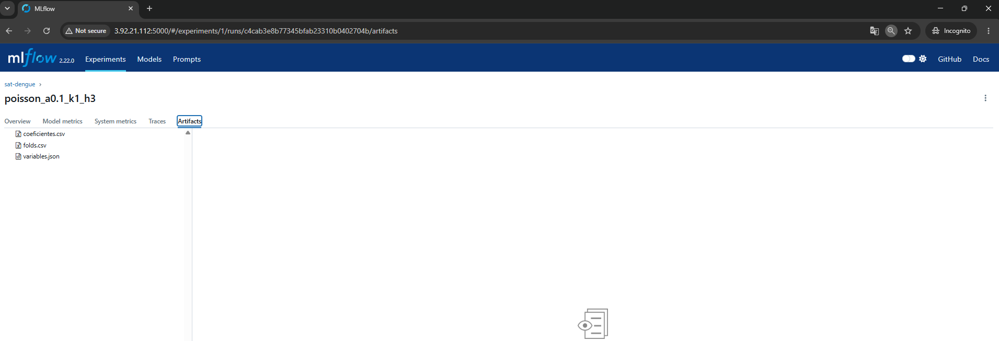 MLflow
Not secure 3.92.21.112:5000/#/experiments/1/runs/c4cab3e8b77345bfab23310b0402704b/artifacts Incognito
mlflow 2.22.0 Experiments Models Prompts GitHub Docs
sat-dengue
poisson_a0.1_k1_h3
Overview Model metrics System metrics Traces Artifacts
coeficientes.csv
folds.csv
variables.json